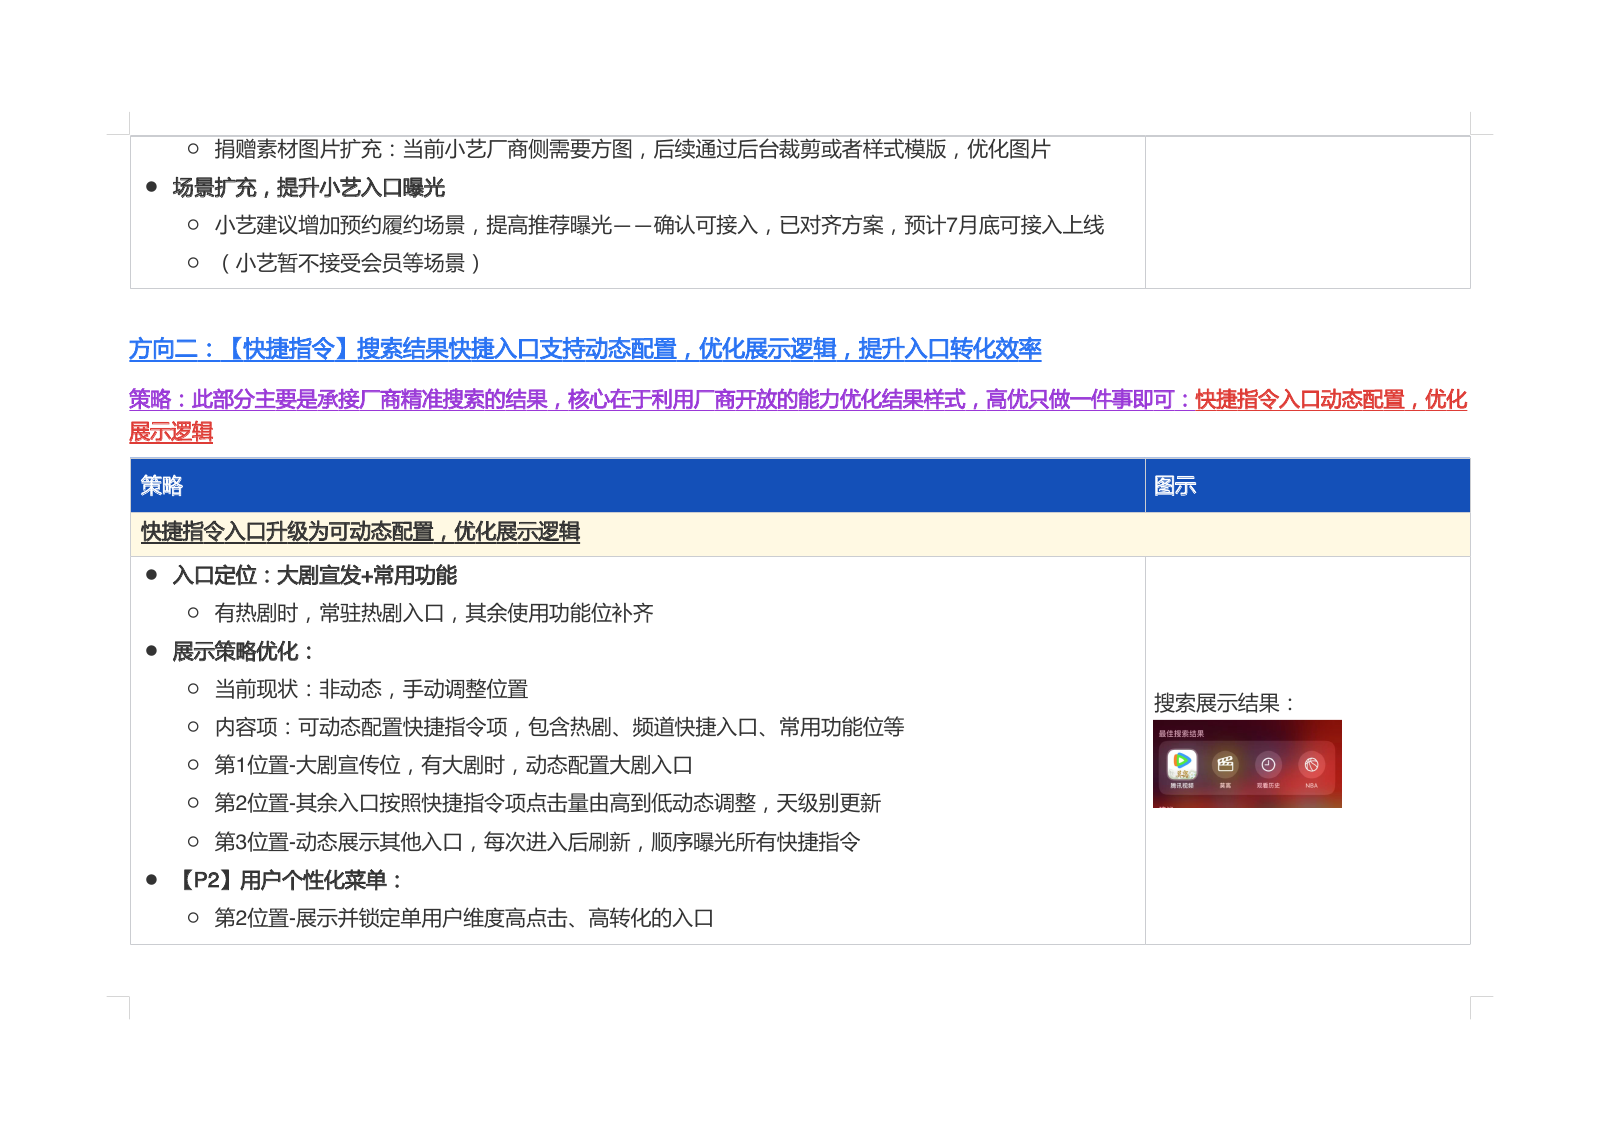 捐赠素材图片扩充：当前小艺厂商侧需要方图，后续通过后台裁剪或者样式模版，优化图片
场景扩充，提升小艺入口曝光
小艺建议增加预约履约场景，提高推荐曝光——确认可接入，已对齐方案，预计7月底可接入上线
（小艺暂不接受会员等场景）
方向二：【快捷指令】搜索结果快捷入口支持动态配置，优化展示逻辑，提升入口转化效率
策略：此部分主要是承接厂商精准搜索的结果，核心在于利用厂商开放的能力优化结果样式，高优只做一件事即可：快捷指令入口动态配置，优化
展示逻辑
策略
图示
快捷指令入口升级为可动态配置，优化展示逻辑
入口定位：大剧宣发+常用功能
有热剧时，常驻热剧入口，其余使用功能位补齐
展示策略优化：
当前现状：非动态，手动调整位置
内容项：可动态配置快捷指令项，包含热剧、频道快捷入口、常用功能位等
第1位置-大剧宣传位，有大剧时，动态配置大剧入口
第2位置-其余入口按照快捷指令项点击量由高到低动态调整，天级别更新
第3位置-动态展示其他入口，每次进入后刷新，顺序曝光所有快捷指令
【P2】用户个性化菜单：
第2位置-展示并锁定单用户维度高点击、高转化的入口
搜索展示结果：
最佳搜索结果
腾讯视频
观看历史
NBA